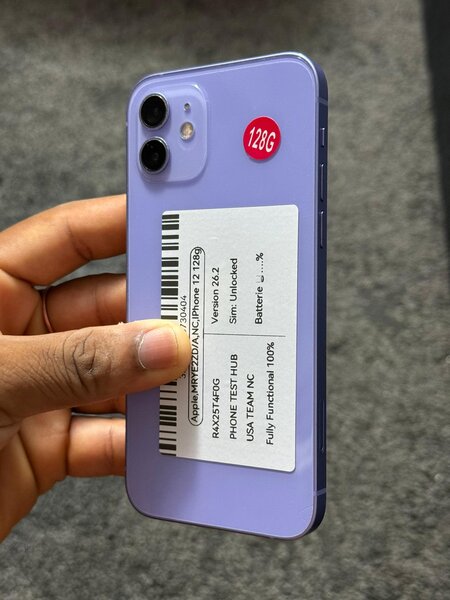 128G
730404
Apple,MRYE2ZD/A,NC,iPhone 12 128g
R4X25T4F0G
Version 26.2
PHONE TEST HUB
Sim: Unlocked
USA TEAM NC
Batterie
%
Fully Functional 100%